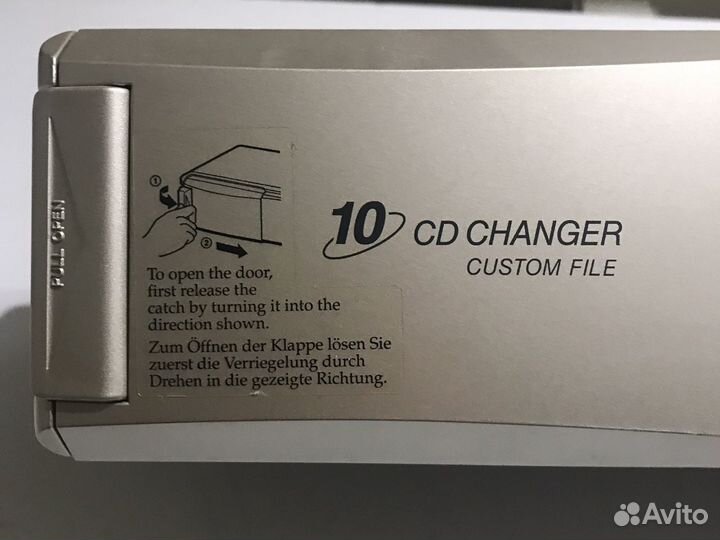 PULL OPEN
1
2
To open the door,
first release the
catch by turning it into the
direction shown.
Zum Öffnen der Klappe lösen Sie
zuerst die Verriegelung durch
Drehen in die gezeigte Richtung.
10 CD CHANGER
CUSTOM FILE
Avito